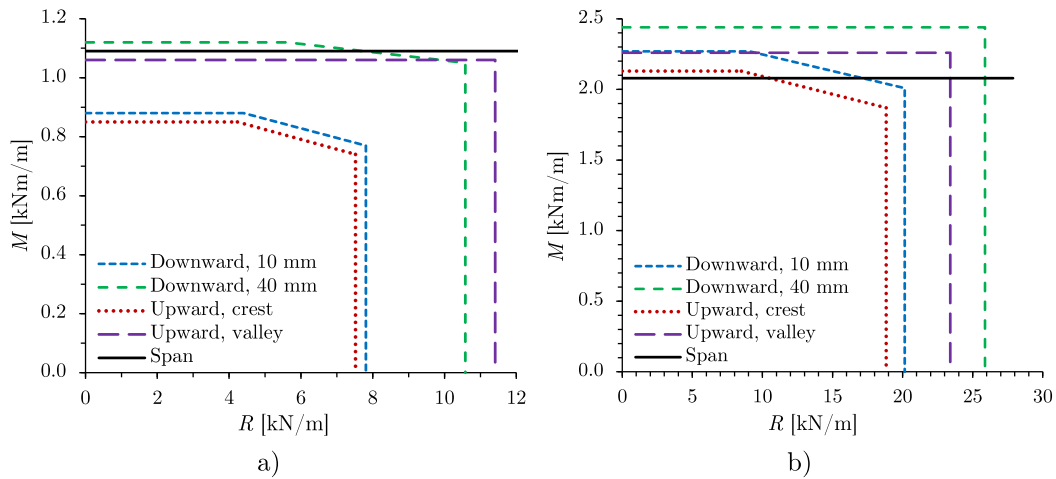 1.2
1.0
0.8
0.6
0.4
0.2
0.0
M [kNm/m]
Downward, 10 mm
Downward, 40 mm
Upward, crest
Upward, valley
Span
0 2 4 6 8 10 12
R [kN/m]
a)
2.5
2.0
1.5
1.0
0.5
0.0
M [kNm/m]
Downward, 10 mm
Downward, 40 mm
Upward, crest
Upward, valley
Span
0 5 10 15 20 25 30
R [kN/m]
b)